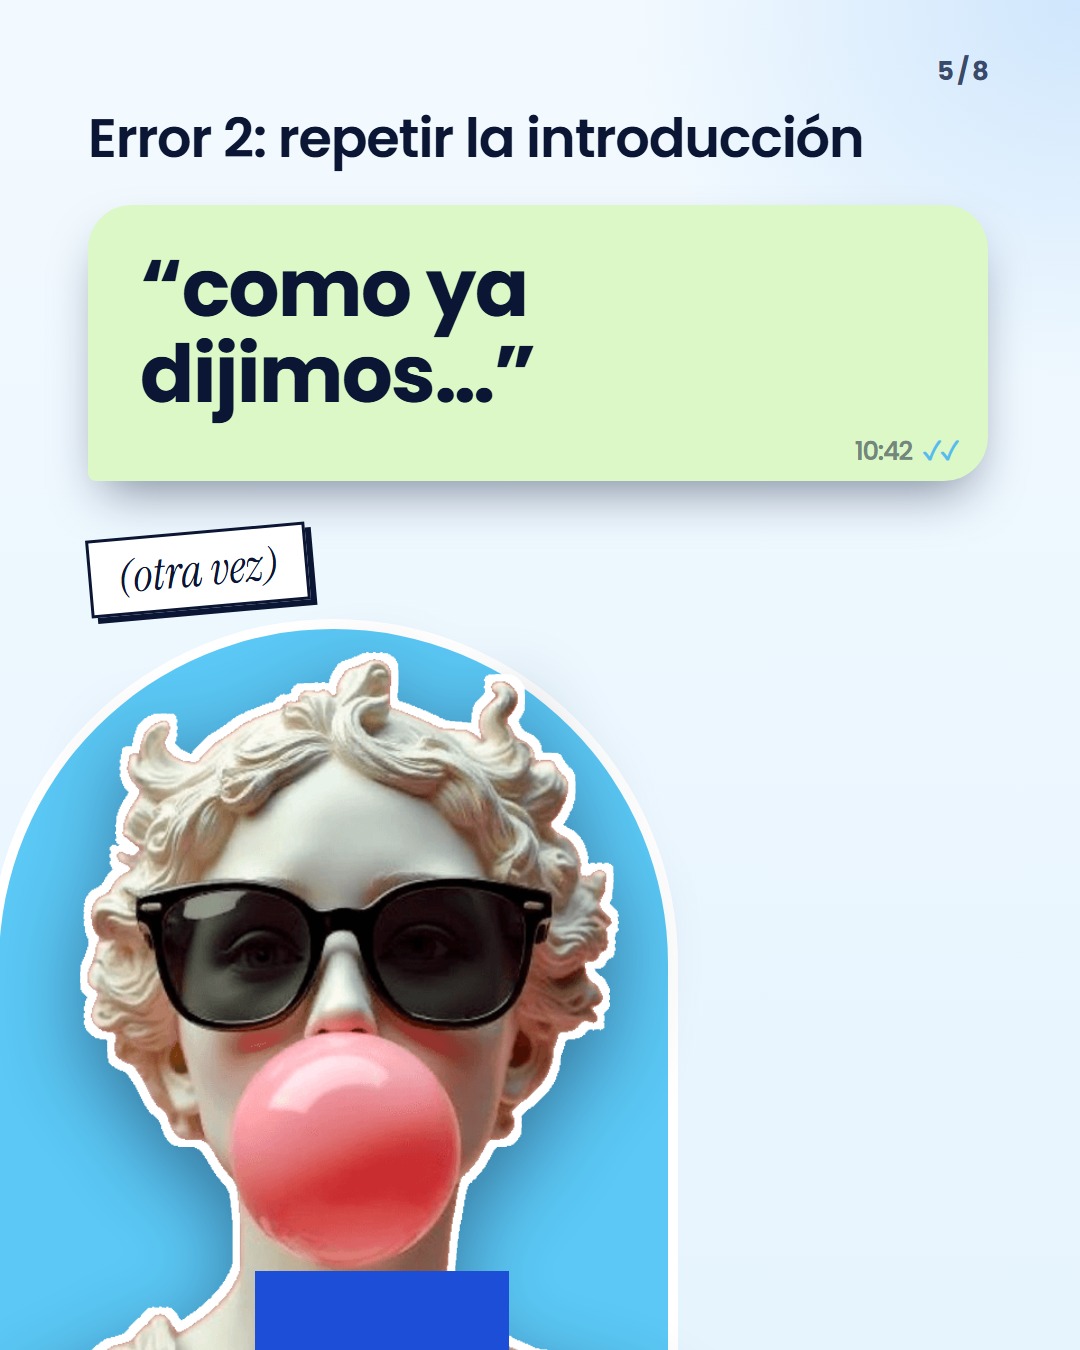 5/8
Error 2: repetir la introducción
“como ya
dijimos...”
10:42
(otra vez)